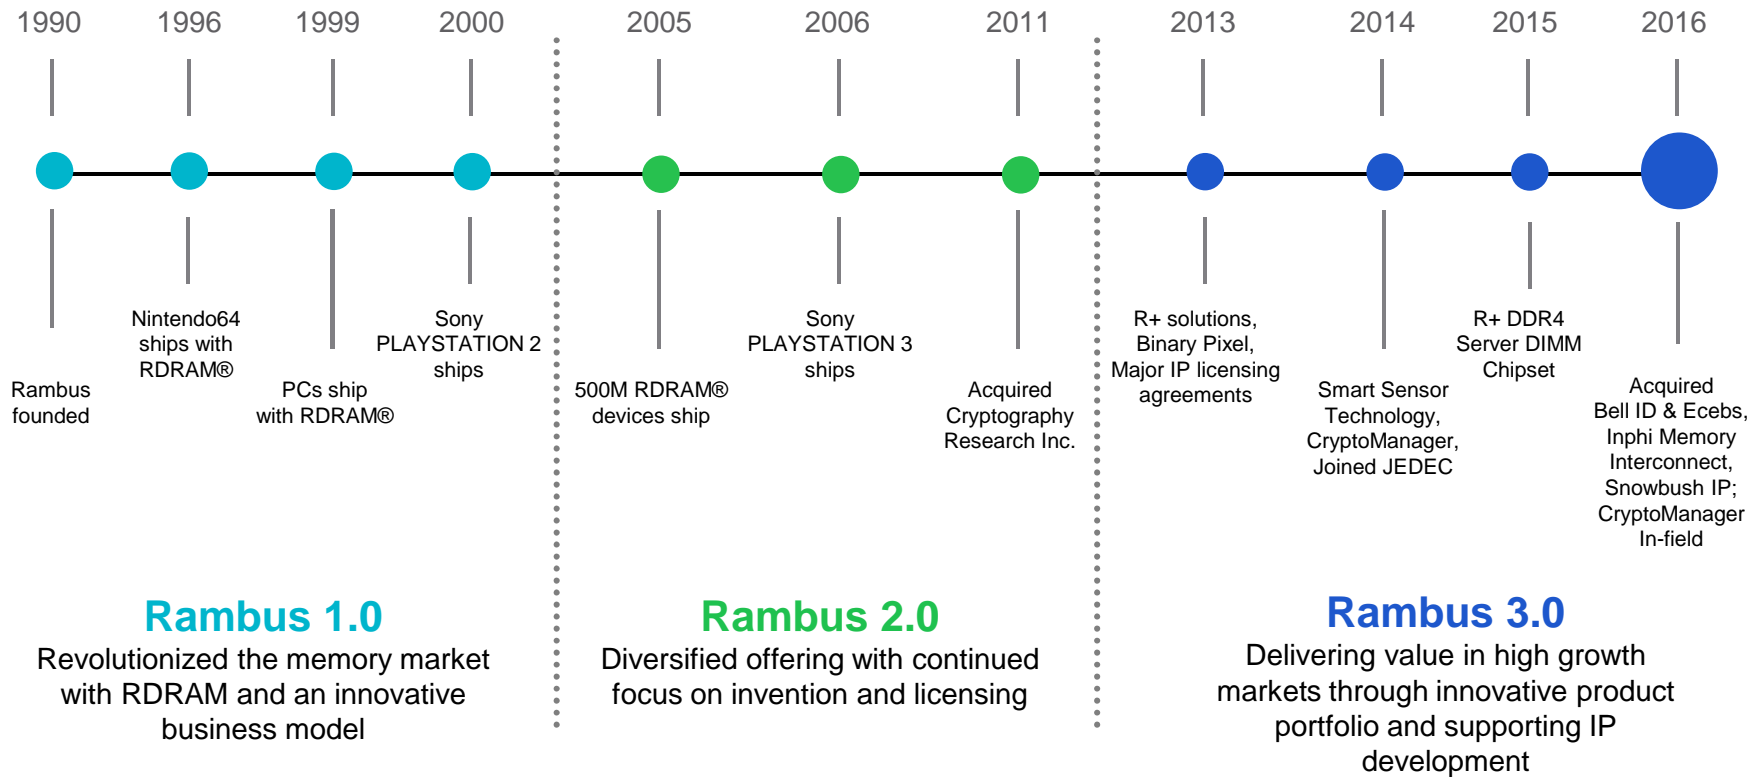 1990
1996
1999
2000
2005
2006
2011
2013
2014
2015
2016
Rambus
founded
Nintendo64
ships with
RDRAM®
PCs ship
with RDRAM®
Sony
PLAYSTATION 2
ships
500M RDRAM®
devices ship
Sony
PLAYSTATION 3
ships
Acquired
Cryptography
Research Inc.
R+ solutions,
Binary Pixel,
Major IP licensing
agreements
Smart Sensor
Technology,
CryptoManager,
Joined JEDEC
R+ DDR4
Server DIMM
Chipset
Acquired
Bell ID & Ecebs,
Inphi Memory
Interconnect,
Snowbush IP;
CryptoManager
In-field
Rambus 1.0
Revolutionized the memory market
with RDRAM and an innovative
business model
Rambus 2.0
Diversified offering with continued
focus on invention and licensing
Rambus 3.0
Delivering value in high growth
markets through innovative product
portfolio and supporting IP
development